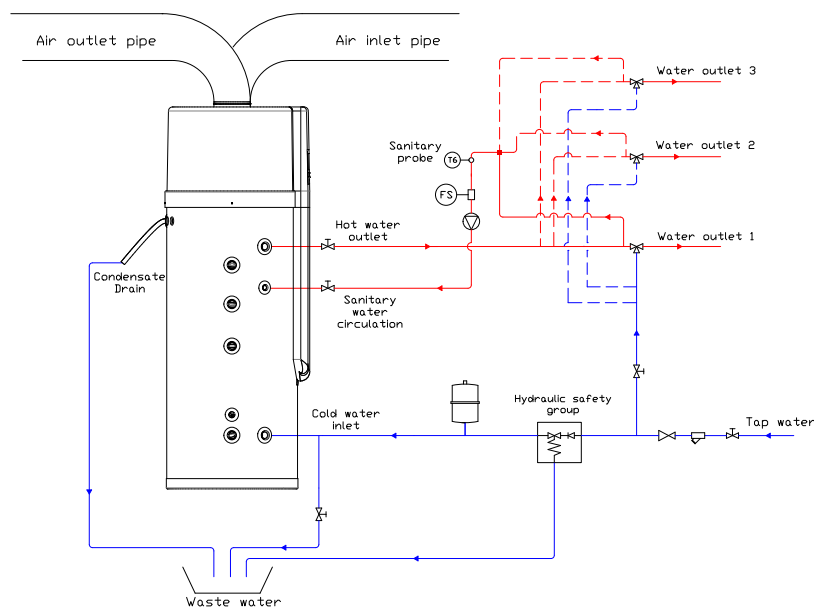 Air outlet pipe
Air inlet pipe
Water outlet 3
Sanitary
probe
T6
Water outlet 2
FS
Hot water
outlet
Water outlet 1
Condensate
Drain
Sanitary
water
circulation
Cold water
inlet
Hydraulic safety
group
Tap water
Waste water